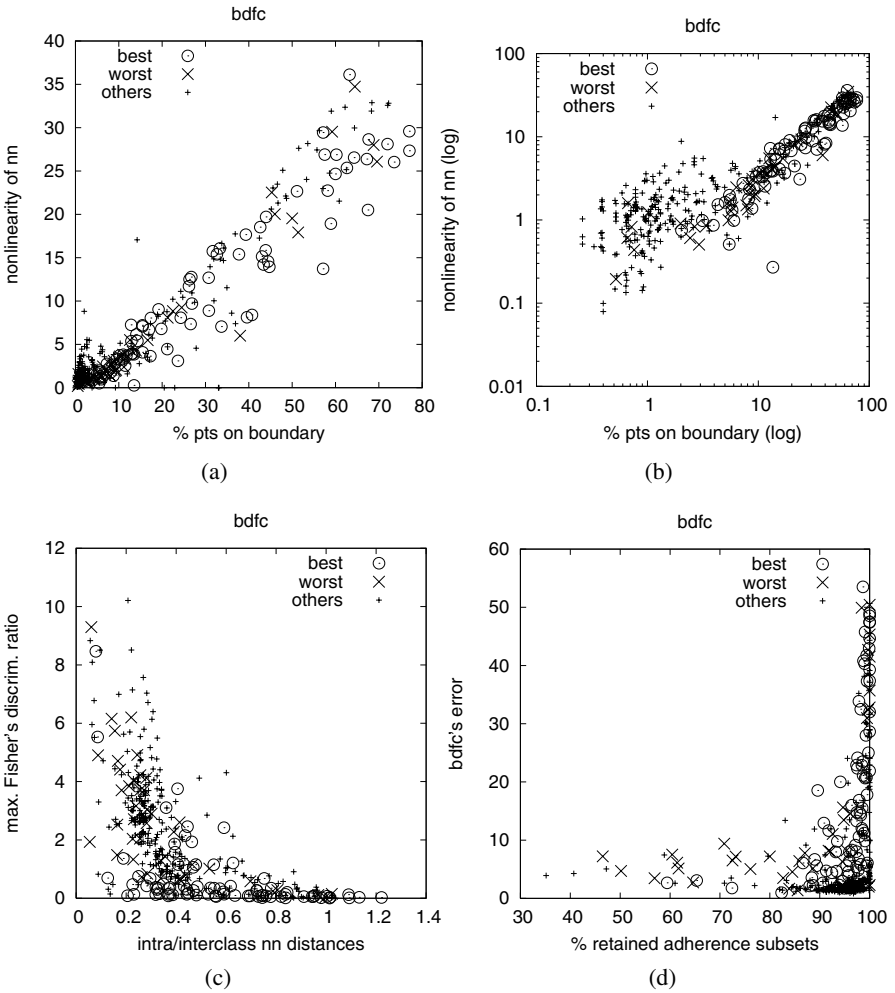 bdfc
best
worst
others
nonlinearity of nn
40
35
30
25
20
15
10
5
0
0 10 20 30 40 50 60 70 80
% pts on boundary
(a)
bdfc
best
worst
others
nonlinearity of nn (log)
100
10
1
0.1
0.01
0.1 1 10 100
% pts on boundary (log)
(b)
bdfc
best
worst
others
max. Fisher's discrim. ratio
12
10
8
6
4
2
0
0 0.2 0.4 0.6 0.8 1 1.2 1.4
intra/interclass nn distances
(c)
bdfc
best
worst
others
bdfc's error
60
50
40
30
20
10
0
30 40 50 60 70 80 90 100
% retained adherence subsets
(d)